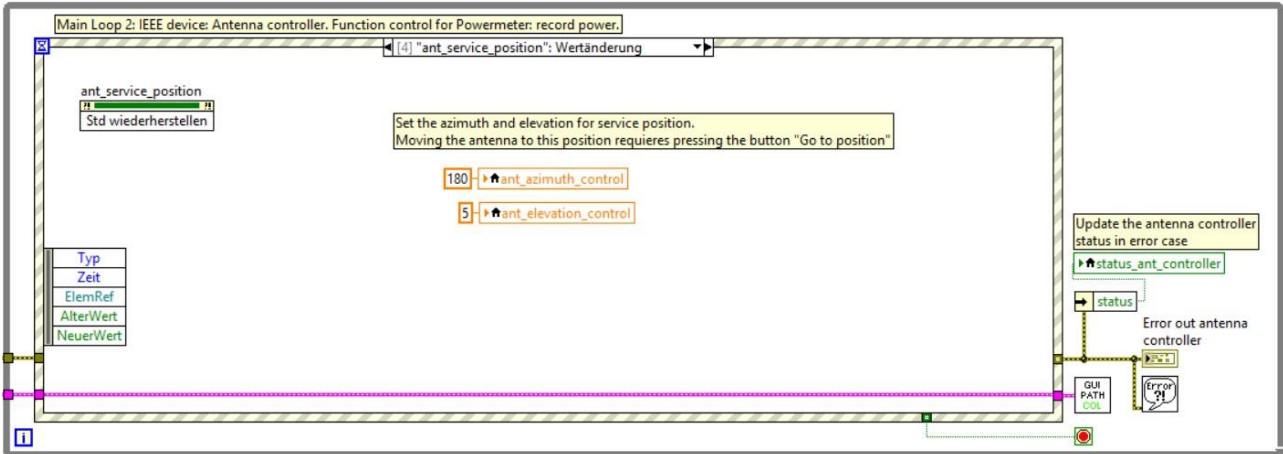 Main Loop 2: IEEE device: Antenna controller. Function control for Powermeter: record power.
[4] "ant_service_position": Wertänderung
ant_service_position
?! ?!
Std wiederherstellen
Set the azimuth and elevation for service position.
Moving the antenna to this position requieres pressing the button "Go to position"
180 ant_azimuth_control
5 ant_elevation_control
Typ
Zeit
ElemRef
AlterWert
NeuerWert
Update the antenna controller
status in error case
status_ant_controller
status
Error out antenna
controller
GUI
PATH
COL
Error
?!
i